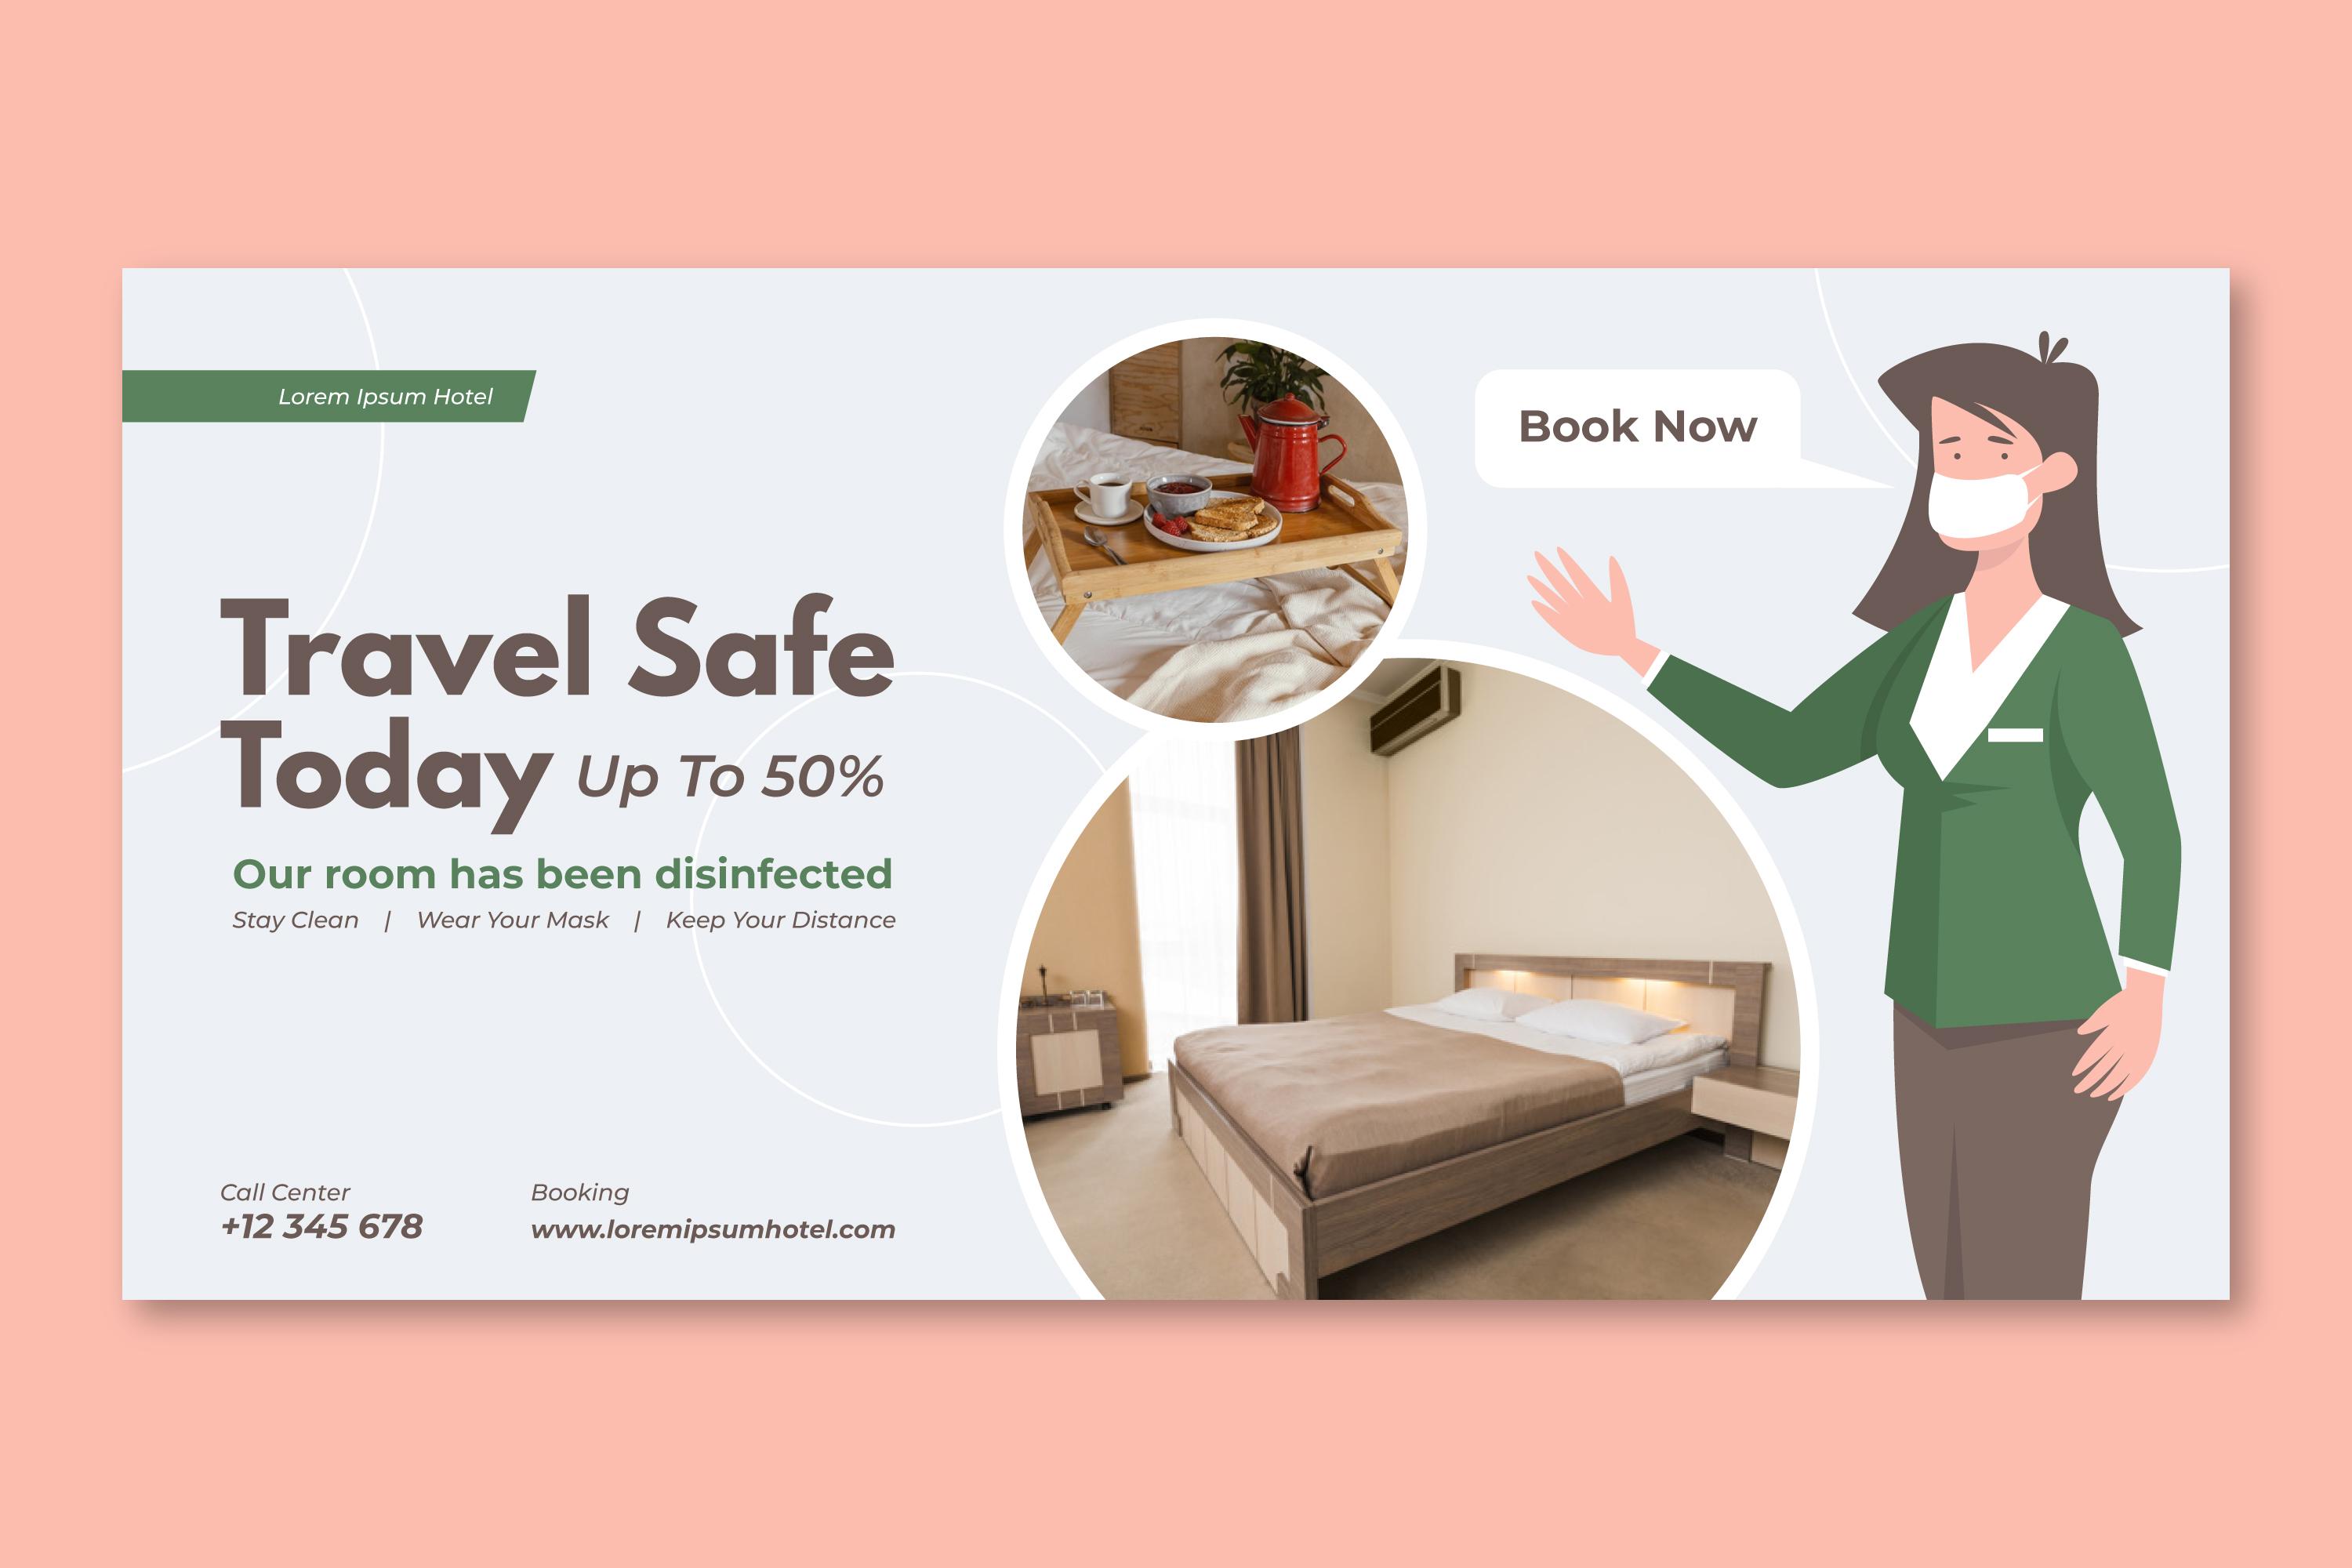 Lorem Ipsum Hotel
Travel Safe
Today Up To 50%
Our room has been disinfected
Stay Clean | Wear Your Mask | Keep Your Distance
Call Center
+12 345 678
Booking
www.loremipsumhotel.com
Book Now